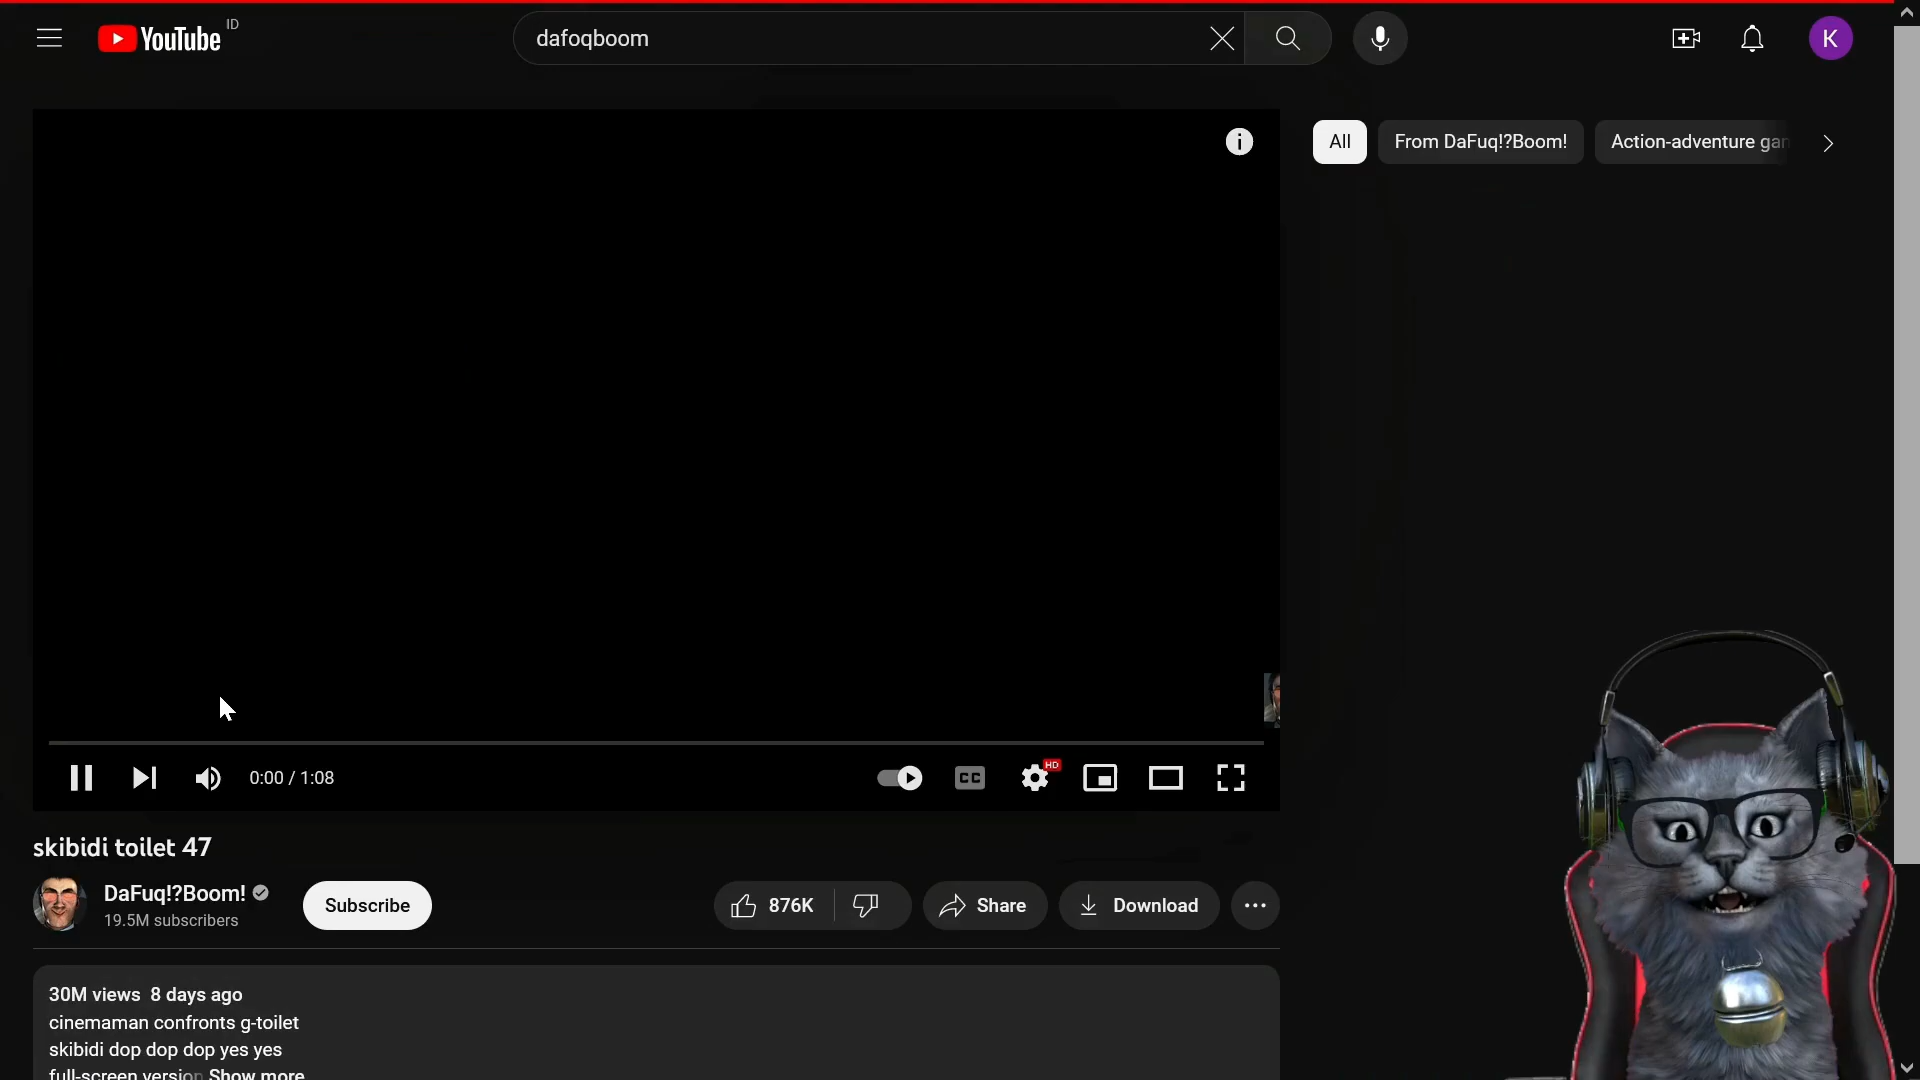 YouTube ID
dafoqboom
K
All
From DaFuq!?Boom!
Action-adventure gam
0:00 / 1:08
CC
HD
skibidi toilet 47
DaFuq!?Boom!
19.5M subscribers
Subscribe
876K
Share
Download
30M views 8 days ago
cinemaman confronts g-toilet
skibidi dop dop dop yes yes
full-screen version Show more